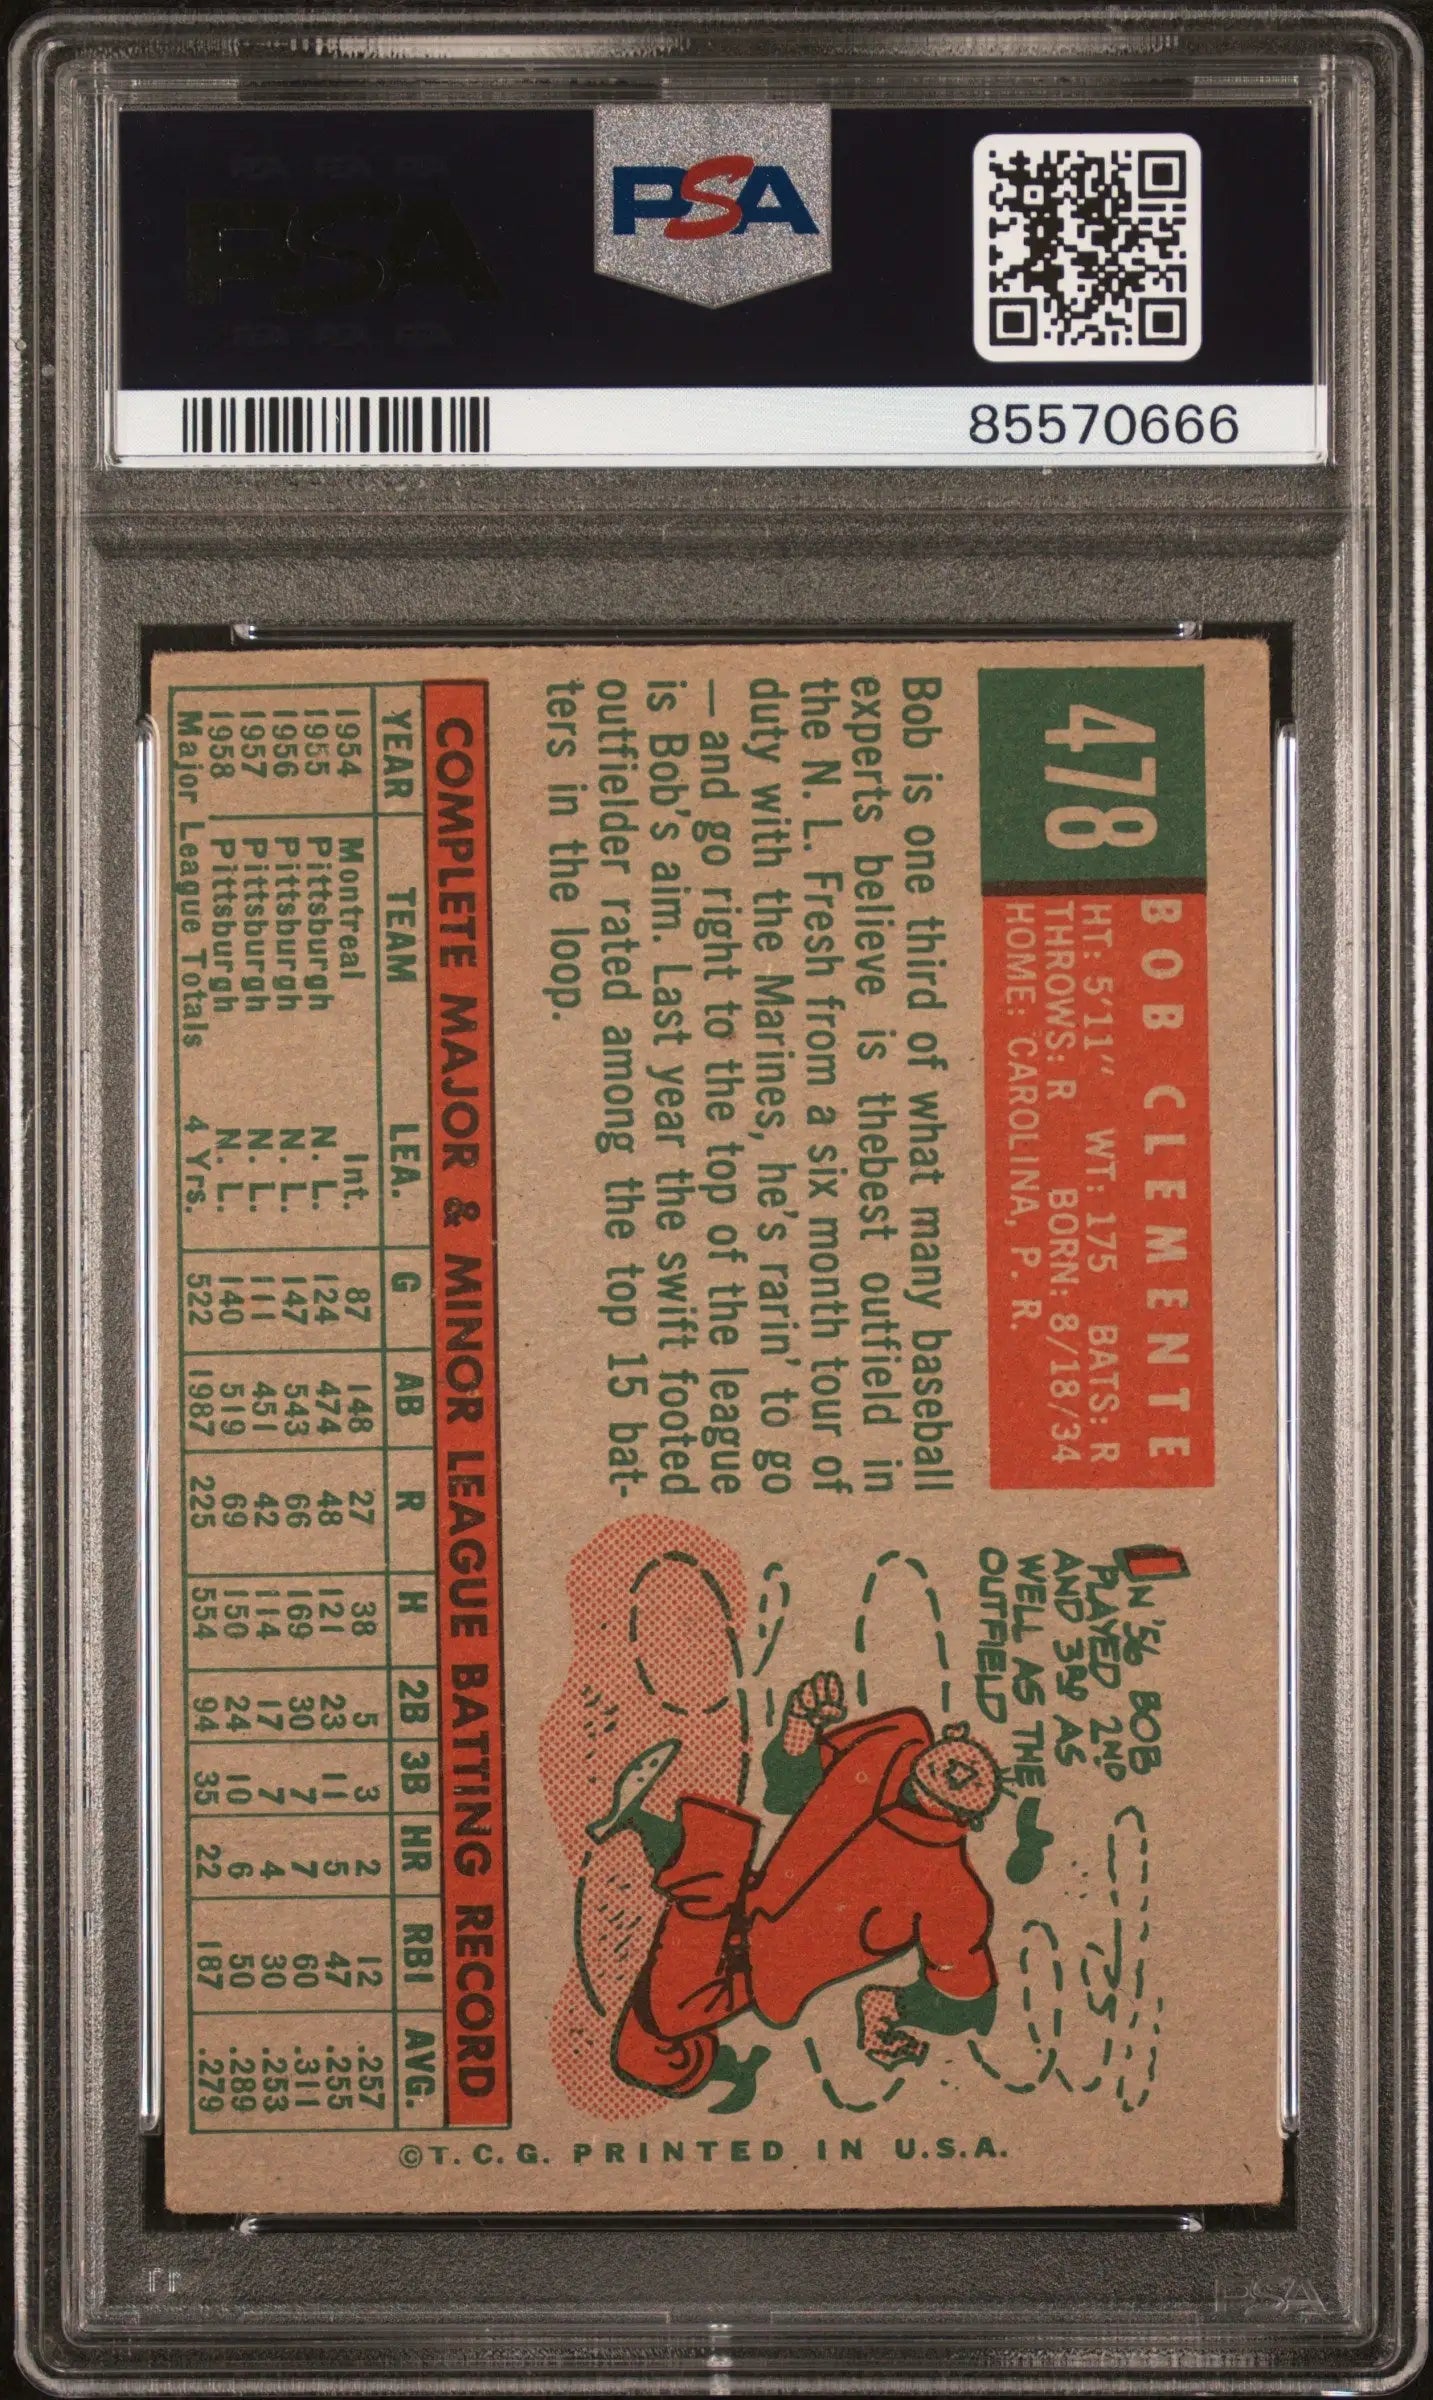 PSA
PSA
85570666
478
BOB CLEMENTE
HT: 5'11" WT: 175 BATS: R
THROWS: R BORN: 8/18/34
HOME: CAROLINA, P. R.
Bob is one third of what many baseball
experts believe is thebest outfield in
the N. L. Fresh from a six month tour of
duty with the Marines, he's rarin' to go
— and go right to the top of the league
is Bob's aim. Last year the swift footed
outfielder rated among the top 15 bat-
ters in the loop.
IN '56 BOB
PLAYED 2ND
AND 3RD AS
WELL AS THE
OUTFIELD
COMPLETE MAJOR & MINOR LEAGUE BATTING RECORD
YEAR TEAM LEA. G AB R H 2B 3B HR RBI AVG.
1954 Montreal Int. 87 148 27 38 5 3 2 12 .257
1955 Pittsburgh N. L. 124 474 48 121 23 11 5 47 .255
1956 Pittsburgh N. L. 147 543 66 169 30 7 7 60 .311
1957 Pittsburgh N. L. 111 451 42 114 17 7 4 30 .253
1958 Pittsburgh N. L. 140 519 69 150 24 10 6 50 .289
Major League Totals 4 Yrs. 522 1987 225 554 94 35 22 187 .279
©T. C. G. PRINTED IN U.S.A.
PSA